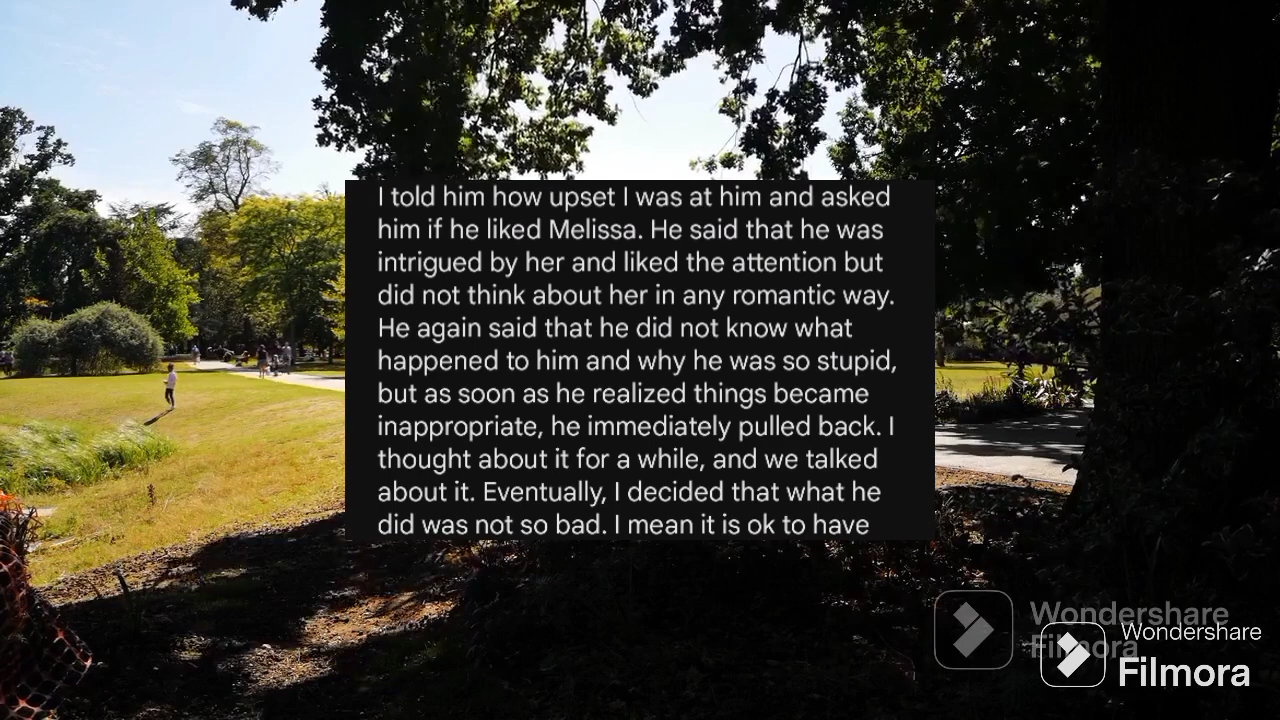 I told him how upset I was at him and asked
him if he liked Melissa. He said that he was
intrigued by her and liked the attention but
did not think about her in any romantic way.
He again said that he did not know what
happened to him and why he was so stupid,
but as soon as he realized things became
inappropriate, he immediately pulled back. I
thought about it for a while, and we talked
about it. Eventually, I decided that what he
did was not so bad. I mean it is ok to have
Wondershare
Filmora
Wondershare
Filmora